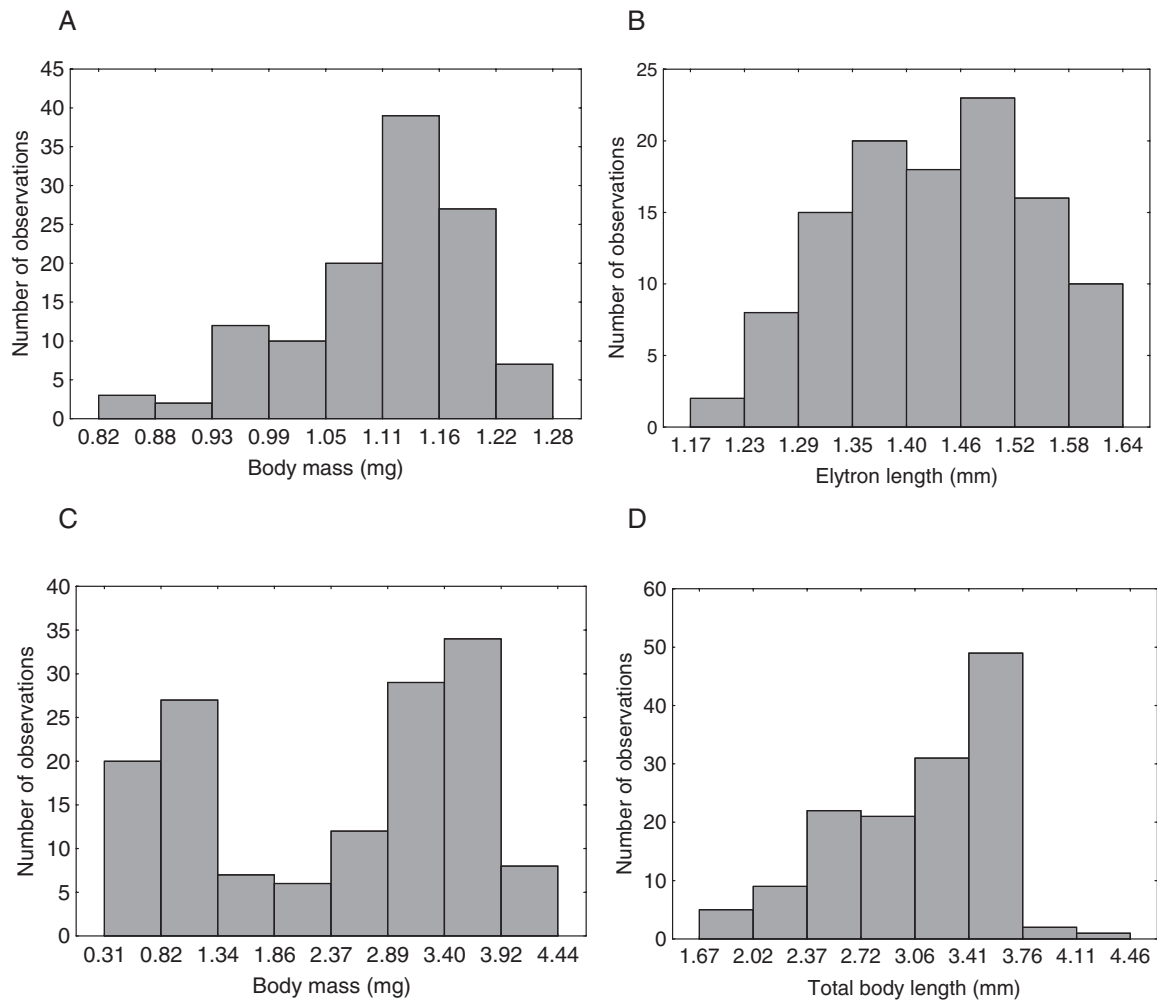 A
45
40
35
30
25
20
15
10
5
0
Number of observations
0.82 0.88 0.93 0.99 1.05 1.11 1.16 1.22 1.28
Body mass (mg)
B
25
20
15
10
5
0
Number of observations
1.17 1.23 1.29 1.35 1.40 1.46 1.52 1.58 1.64
Elytron length (mm)
C
40
35
30
25
20
15
10
5
0
Number of observations
0.31 0.82 1.34 1.86 2.37 2.89 3.40 3.92 4.44
Body mass (mg)
D
60
50
40
30
20
10
0
Number of observations
1.67 2.02 2.37 2.72 3.06 3.41 3.76 4.11 4.46
Total body length (mm)